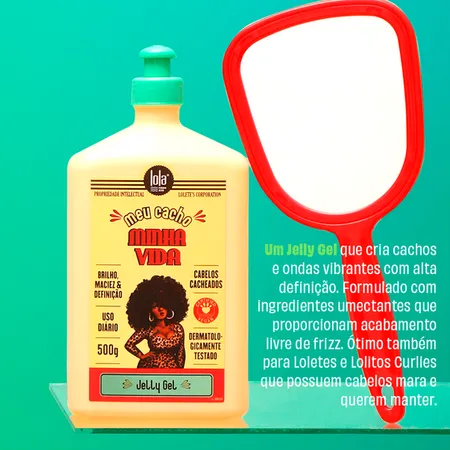 lola
PROPRIEDADE INTELECTUAL LOLETE'S CORPORATION
meu cacho
MINHA
VIDA
BRILHO,
MACIEZ &
DEFINIÇÃO
USO
DIÁRIO
500g
CABELOS
CACHEADOS
DERMATOLO-
GICAMENTE
TESTADO
Jelly Gel
Um Jelly Gel que cria cachos
e ondas vibrantes com alta
definição. Formulado com
ingredientes umectantes que
proporcionam acabamento
livre de frizz. Ótimo também
para Loletes e Lolitos Curlies
que possuem cabelos mara e
querem manter.